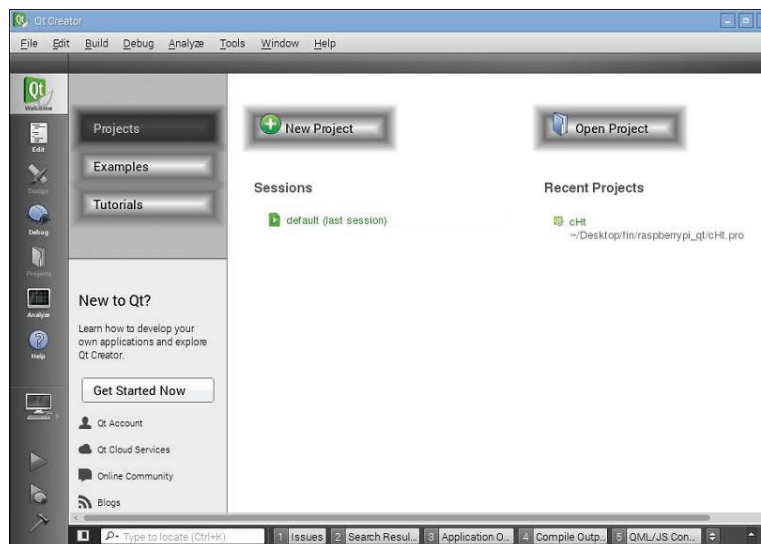 Qt Creator
File Edit Build Debug Analyze Tools Window Help
Qt
Welcome
Edit
Design
Debug
Projects
Analyze
Help
Projects
Examples
Tutorials
New to Qt?
Learn how to develop your
own applications and explore
Qt Creator.
Get Started Now
Qt Account
Qt Cloud Services
Online Community
Blogs
New Project
Open Project
Sessions
default (last session)
Recent Projects
cHt
~/Desktop/fin/raspberrypi_qt/cHt.pro
Type to locate (Ctrl+K)
1 Issues 2 Search Resul... 3 Application O... 4 Compile Outp... 5 QML/JS Con...